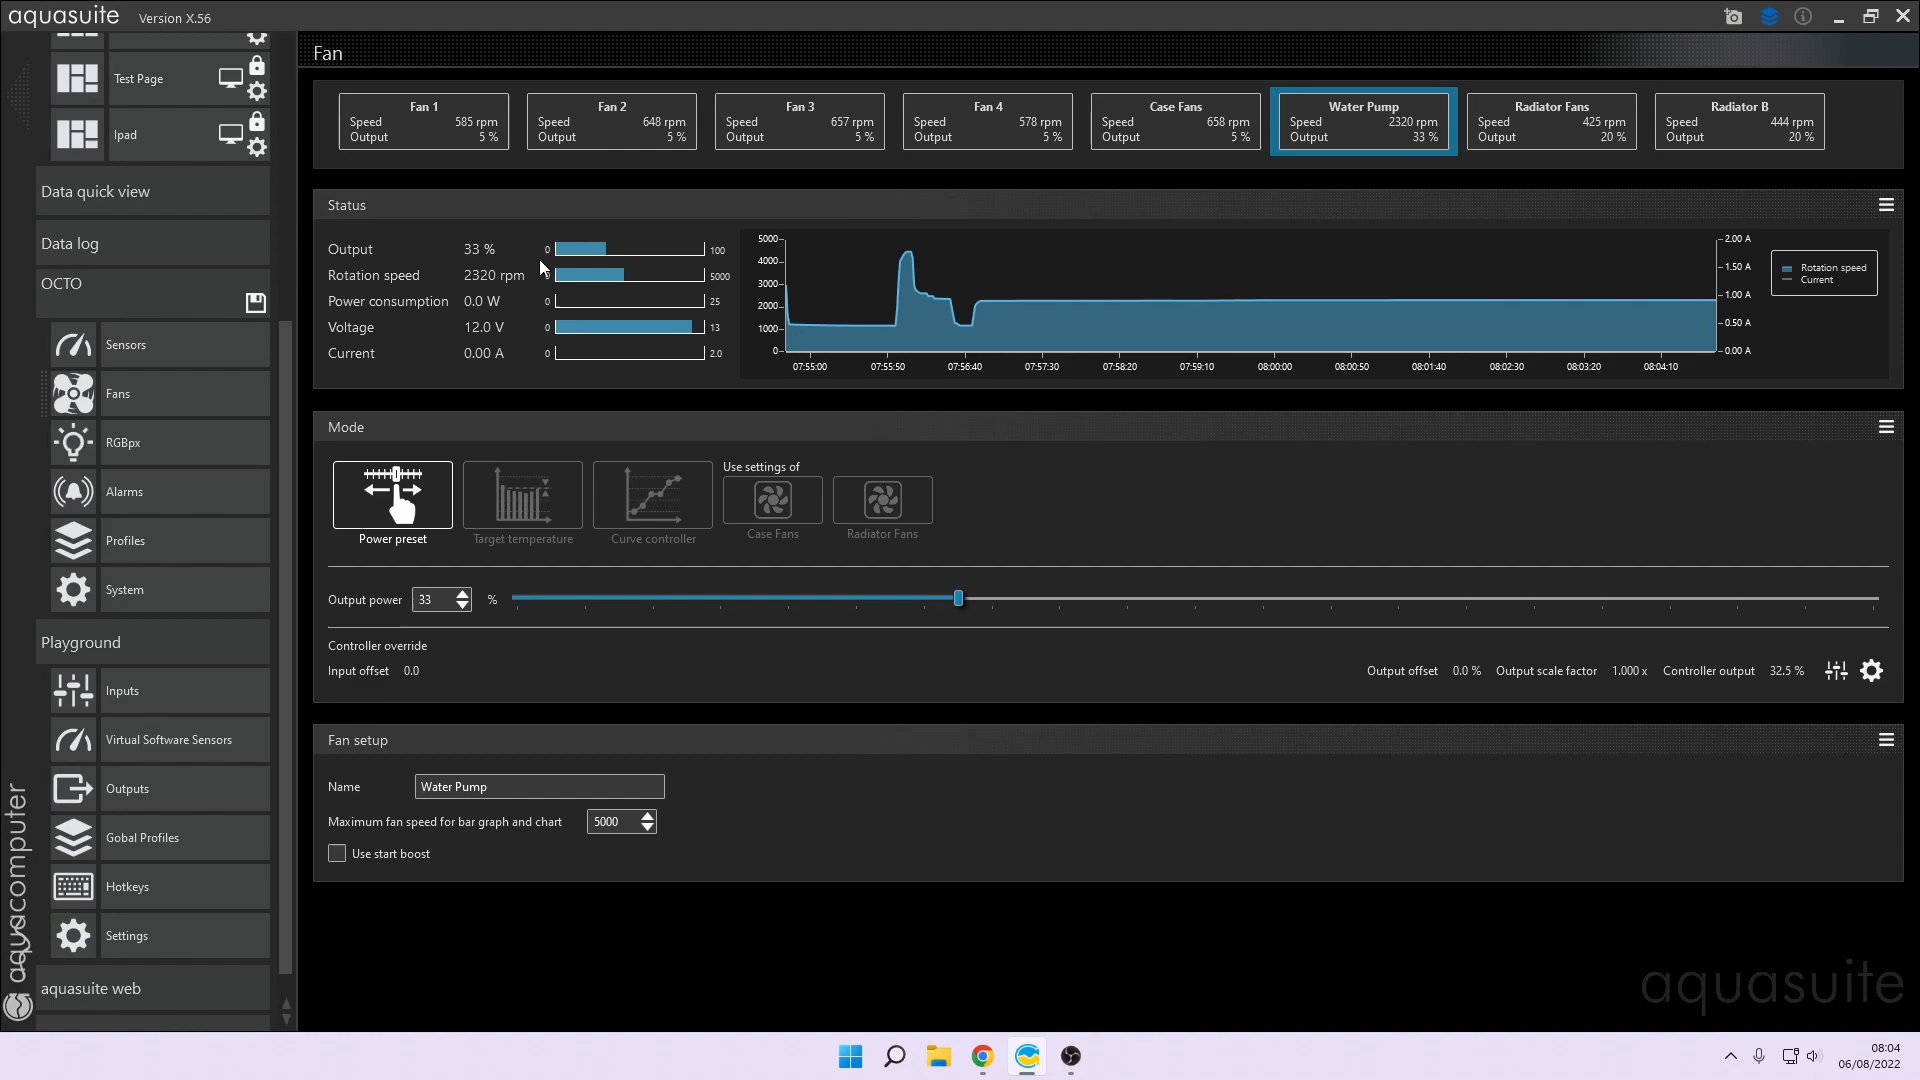 aquasuite Version X.56
Test Page
Ipad
Data quick view
Data log
OCTO
Sensors
Fans
RGBpx
Alarms
Profiles
System
Playground
Inputs
Virtual Software Sensors
Outputs
Gobal Profiles
Hotkeys
Settings
aquasuite web
aquacomputer
Fan
Fan 1
Speed 585 rpm
Output 5 %
Fan 2
Speed 648 rpm
Output 5 %
Fan 3
Speed 657 rpm
Output 5 %
Fan 4
Speed 578 rpm
Output 5 %
Case Fans
Speed 658 rpm
Output 5 %
Water Pump
Speed 2320 rpm
Output 33 %
Radiator Fans
Speed 425 rpm
Output 20 %
Radiator B
Speed 444 rpm
Output 20 %
Status
Output 33 % 0 100
Rotation speed 2320 rpm 0 5000
Power consumption 0.0 W 0 25
Voltage 12.0 V 0 13
Current 0.00 A 0 2.0
5000
4000
3000
2000
1000
0
2.00 A
1.50 A
1.00 A
0.50 A
0.00 A
07:55:00 07:55:50 07:56:40 07:57:30 07:58:20 07:59:10 08:00:00 08:00:50 08:01:40 08:02:30 08:03:20 08:04:10
Rotation speed
Current
Mode
Power preset
Target temperature
Curve controller
Use settings of
Case Fans
Radiator Fans
Output power 33 %
Controller override
Input offset 0.0
Output offset 0.0 % Output scale factor 1.000 x Controller output 32.5 %
Fan setup
Name Water Pump
Maximum fan speed for bar graph and chart 5000
Use start boost
aquasuite
08:04
06/08/2022